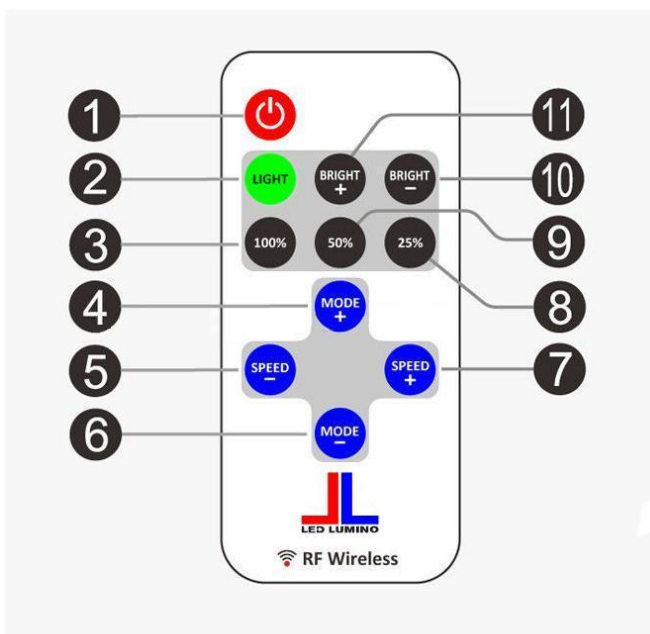 1
11
2
LIGHT
BRIGHT
+
BRIGHT
−
10
3
100%
50%
25%
9
4
MODE
+
8
5
SPEED
−
SPEED
+
7
6
MODE
−
LED LUMINO
RF Wireless